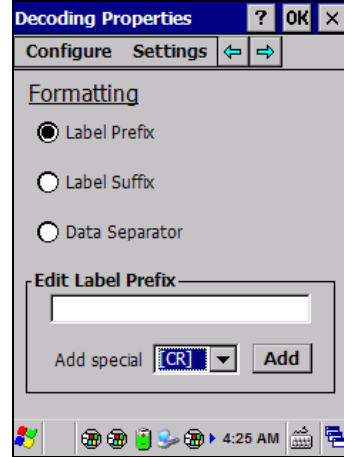 Decoding Properties ? OK ×
Configure Settings
Formatting
Label Prefix
Label Suffix
Data Separator
Edit Label Prefix
Add special [CR] Add
4:25 AM